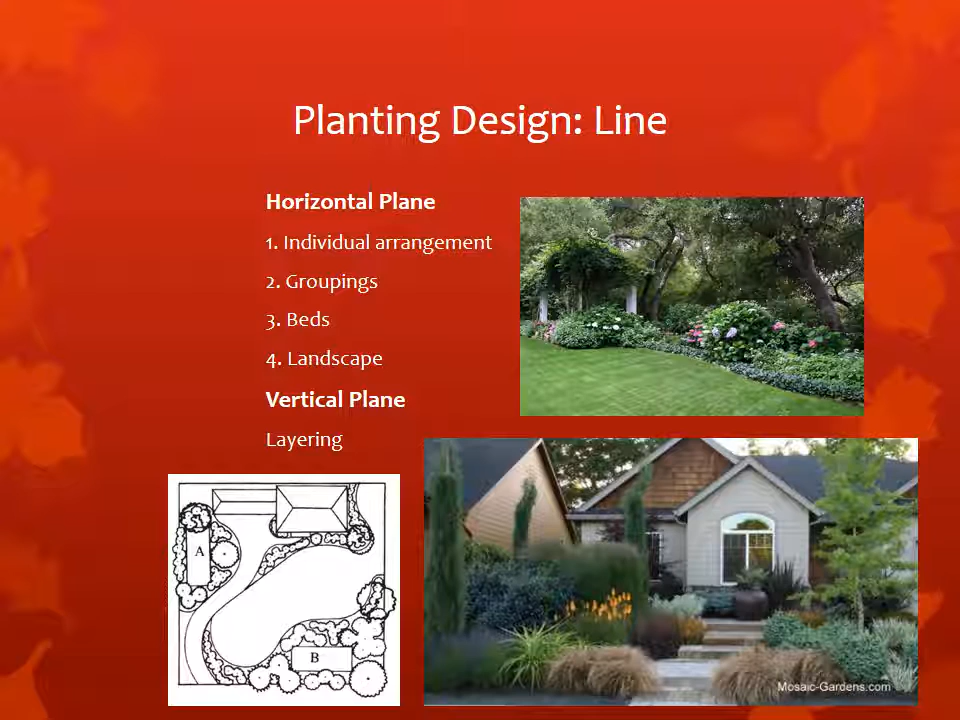 Planting Design: Line
Horizontal Plane
1. Individual arrangement
2. Groupings
3. Beds
4. Landscape
Vertical Plane
Layering
A
B
Mosaic-Gardens.com